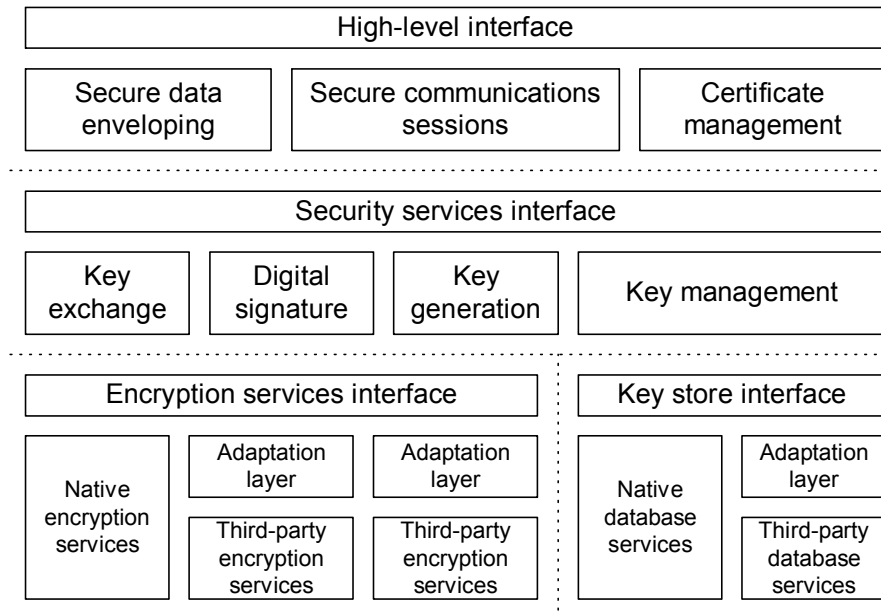 High-level interface
Secure data
enveloping
Secure communications
sessions
Certificate
management
Security services interface
Key
exchange
Digital
signature
Key
generation
Key management
Encryption services interface
Key store interface
Native
encryption
services
Adaptation
layer
Third-party
encryption
services
Adaptation
layer
Third-party
encryption
services
Native
database
services
Adaptation
layer
Third-party
database
services